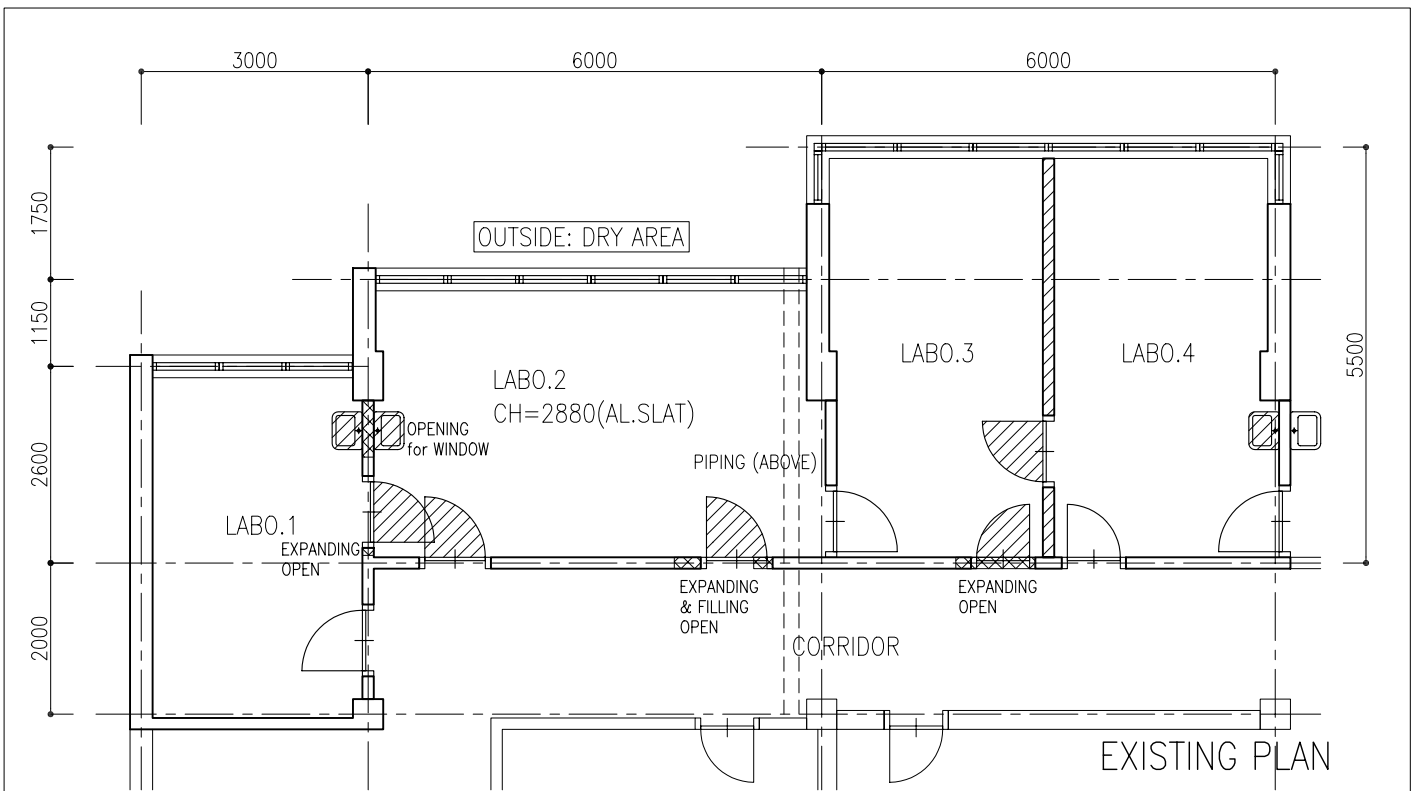 3000
6000
6000
1750
OUTSIDE: DRY AREA
1150
5500
LABO.3
LABO.4
LABO.2
CH=2880(AL.SLAT)
OPENING
for WINDOW
2600
PIPING (ABOVE)
LABO.1
EXPANDING
OPEN
EXPANDING
& FILLING
OPEN
EXPANDING
OPEN
2000
CORRIDOR
EXISTING PLAN